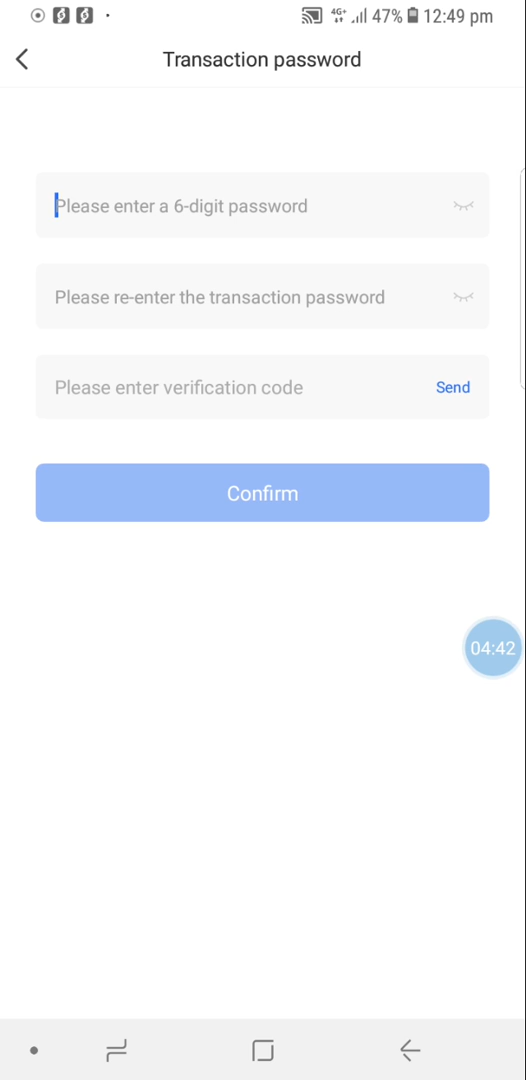 4G+ 47% 12:49 pm
Transaction password
Please enter a 6-digit password
Please re-enter the transaction password
Please enter verification code Send
Confirm
04:42